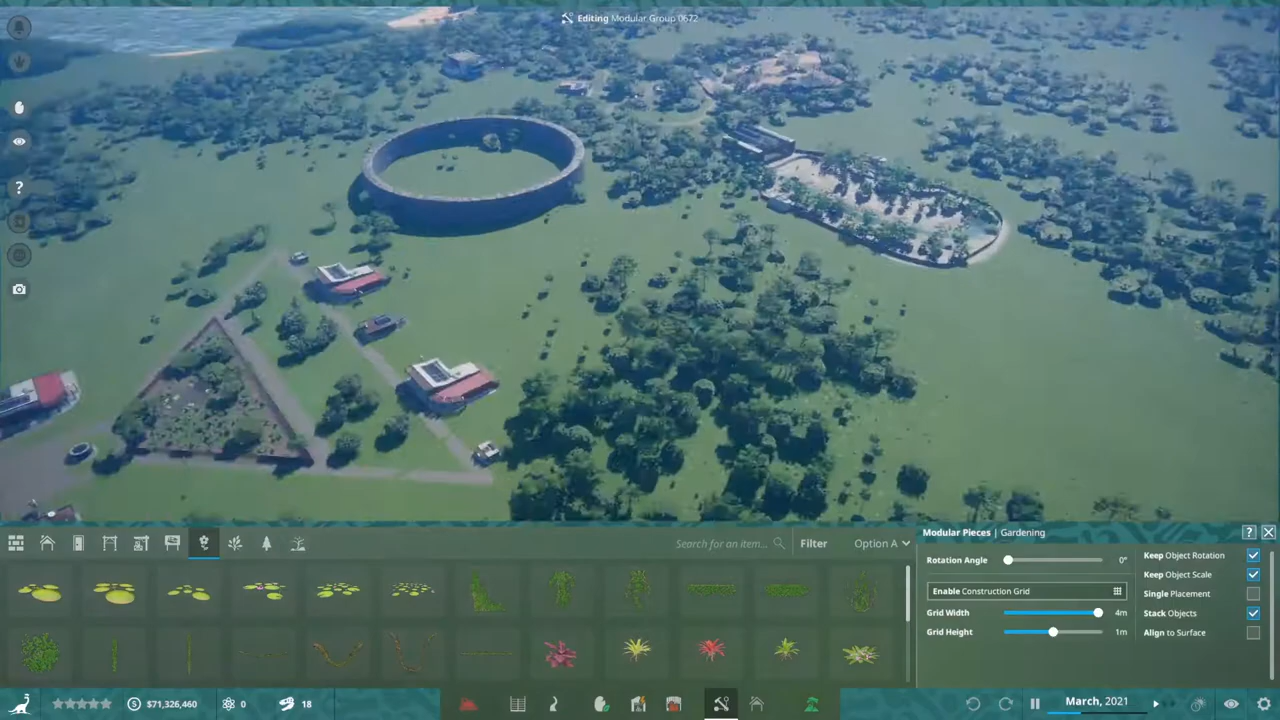 Editing Modular Group 0672
?
Search for an item...
Filter
Option A
Modular Pieces | Gardening
?
Rotation Angle
0°
Enable Construction Grid
Grid Width
4m
Grid Height
1m
Keep Object Rotation
Keep Object Scale
Single Placement
Stack Objects
Align to Surface
$71,326,460
0
18
March, 2021